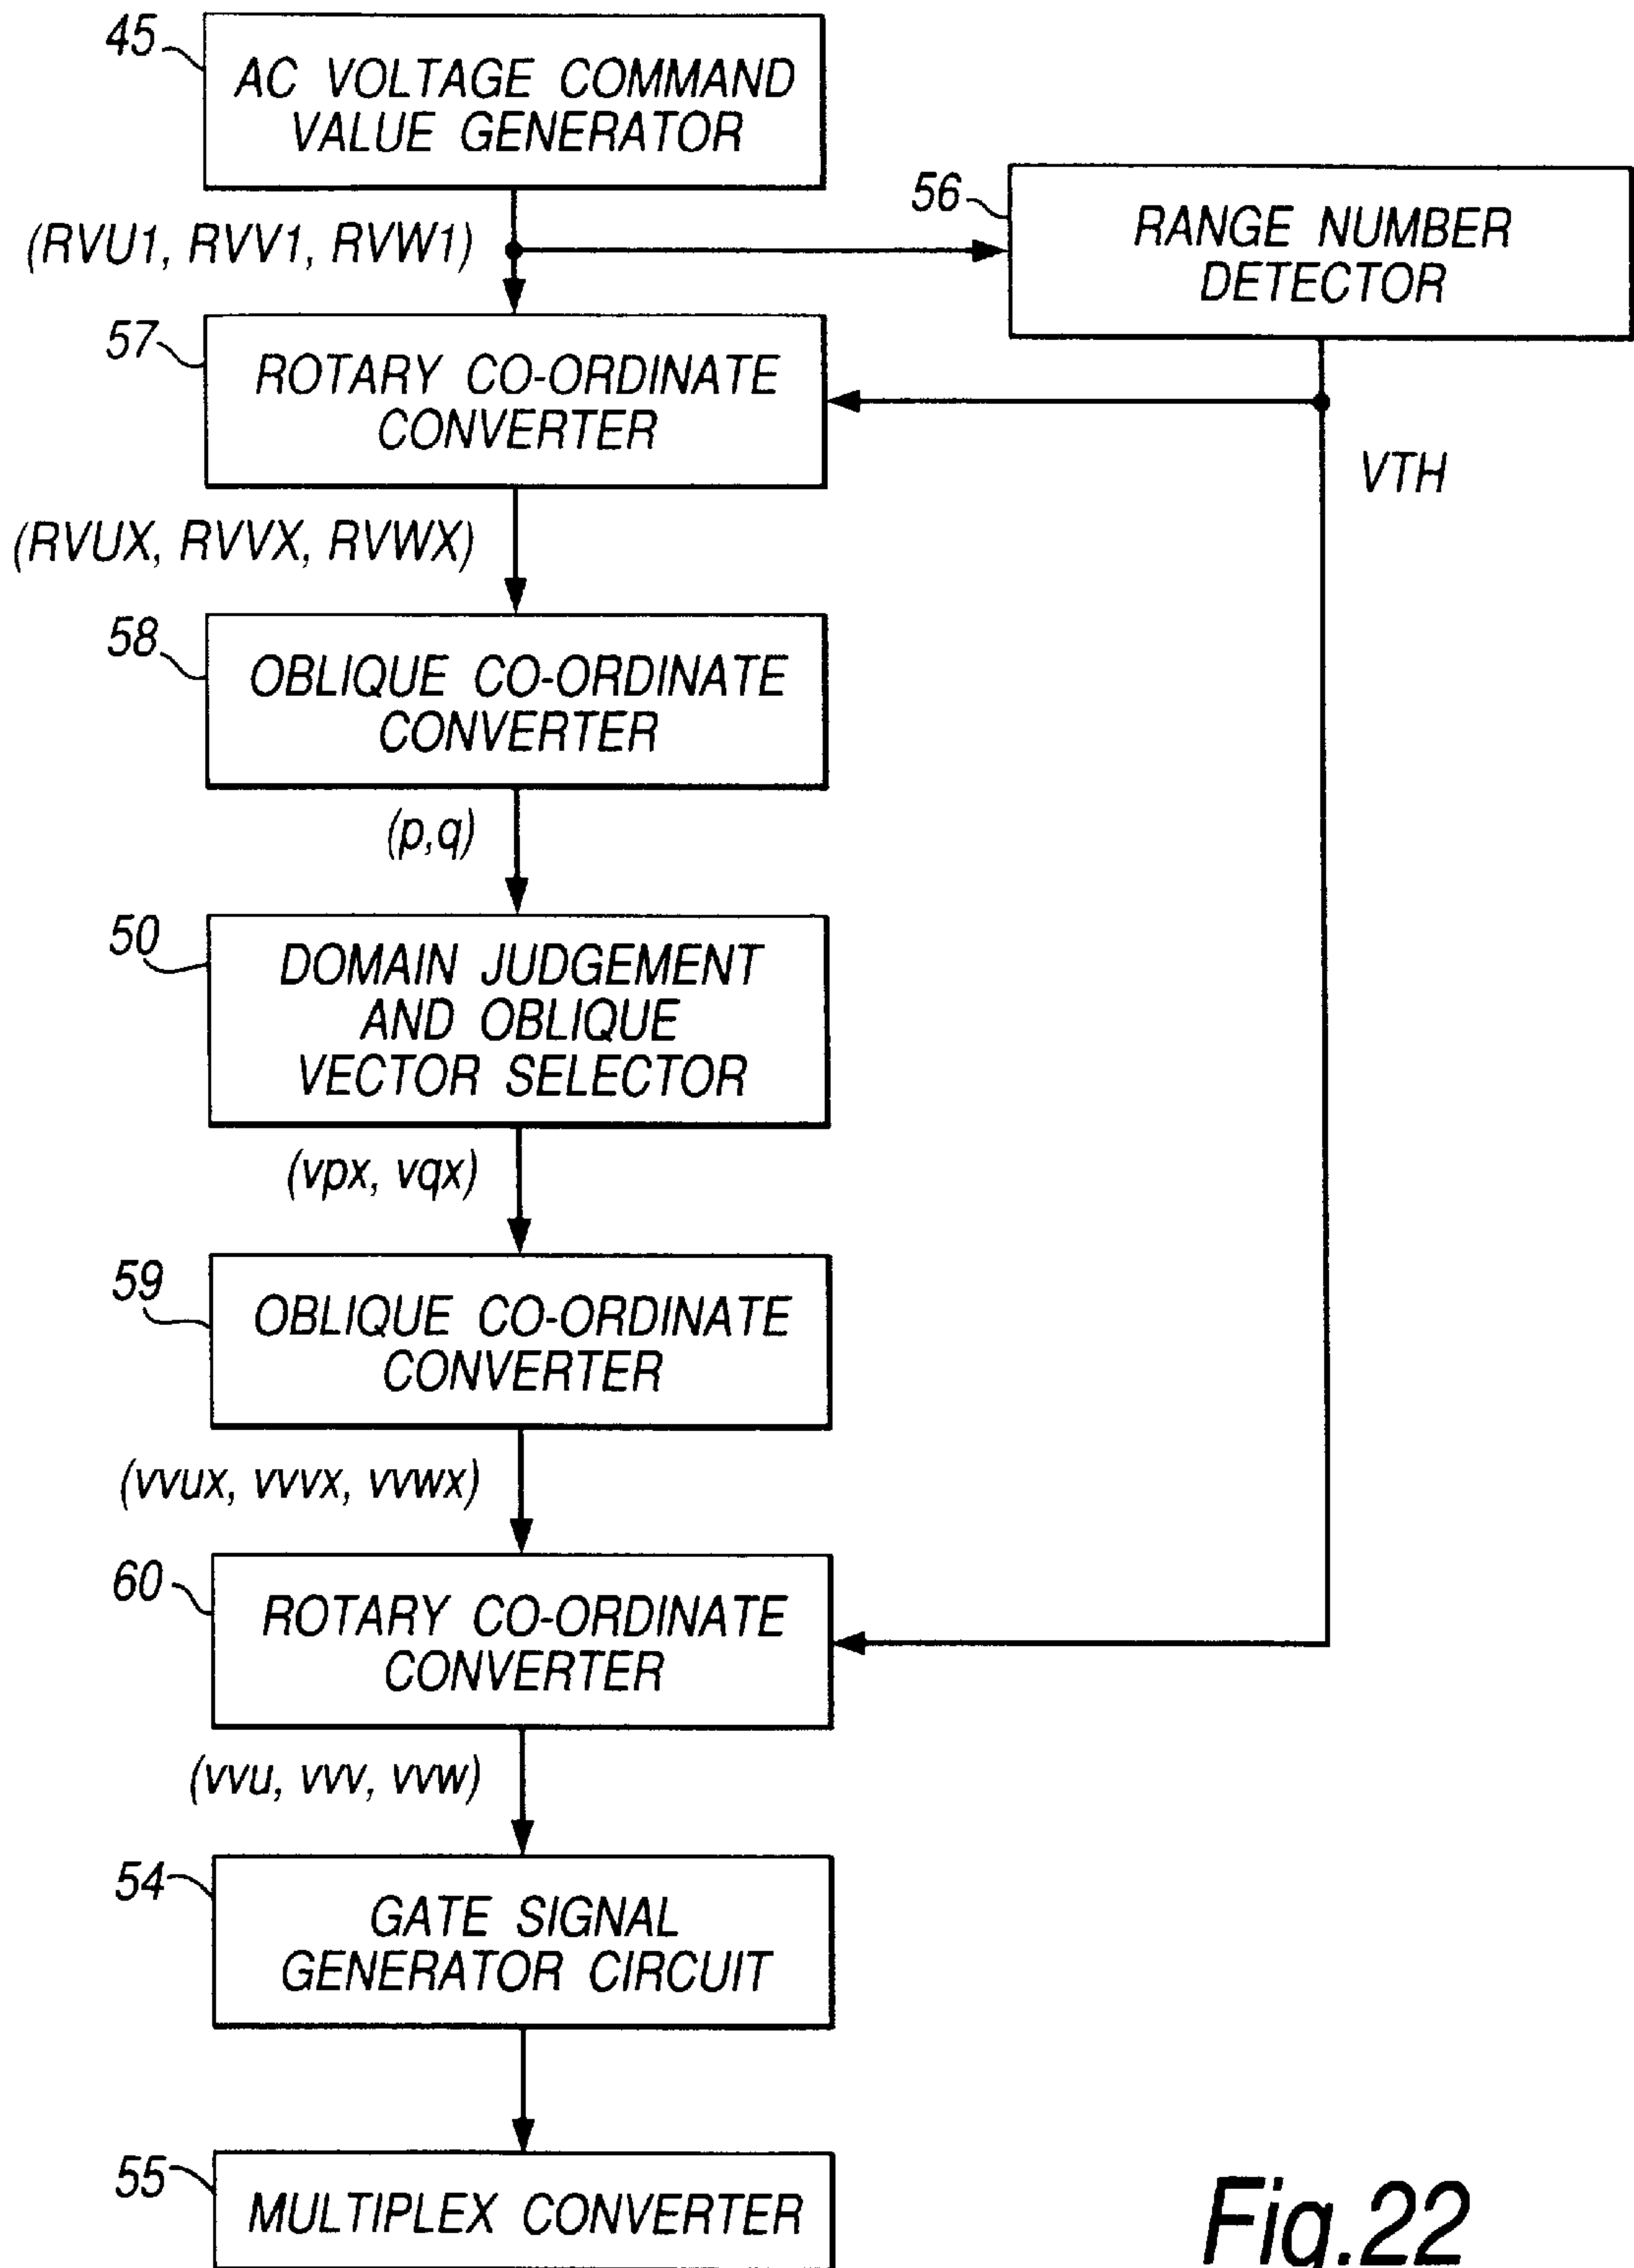 45
AC VOLTAGE COMMAND
VALUE GENERATOR
(RVU1, RVV1, RVW1)
56
RANGE NUMBER
DETECTOR
57
ROTARY CO-ORDINATE
CONVERTER
VTH
(RVUX, RVVX, RVWX)
58
OBLIQUE CO-ORDINATE
CONVERTER
(p,q)
50
DOMAIN JUDGEMENT
AND OBLIQUE
VECTOR SELECTOR
(vpx, vqx)
59
OBLIQUE CO-ORDINATE
CONVERTER
(vvux, vvvx, vvwx)
60
ROTARY CO-ORDINATE
CONVERTER
(vvu, vvv, vvw)
54
GATE SIGNAL
GENERATOR CIRCUIT
55
MULTIPLEX CONVERTER
Fig.22